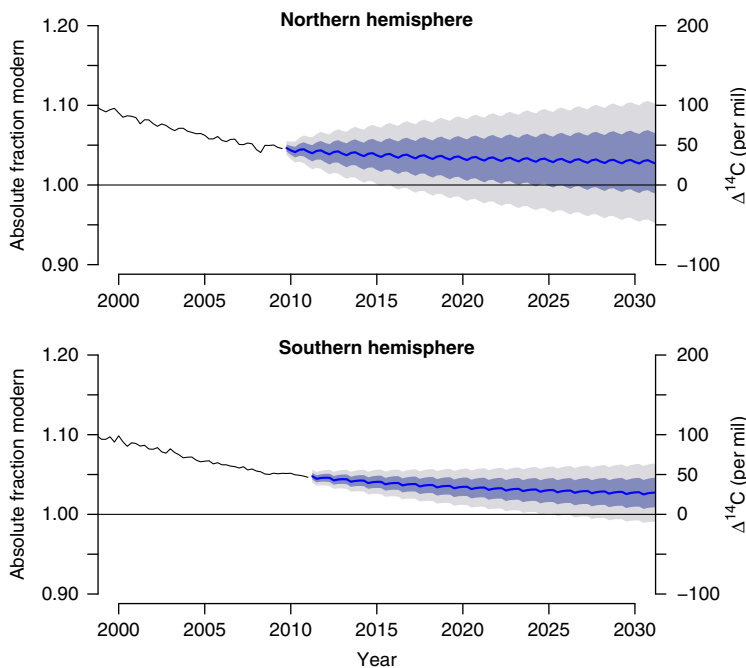 Northern hemisphere
Absolute fraction modern
1.20
1.10
1.00
0.90
200
100
50
0
−100
Δ¹⁴C (per mil)
2000 2005 2010 2015 2020 2025 2030
Southern hemisphere
Absolute fraction modern
1.20
1.10
1.00
0.90
200
100
50
0
−100
Δ¹⁴C (per mil)
2000 2005 2010 2015 2020 2025 2030
Year